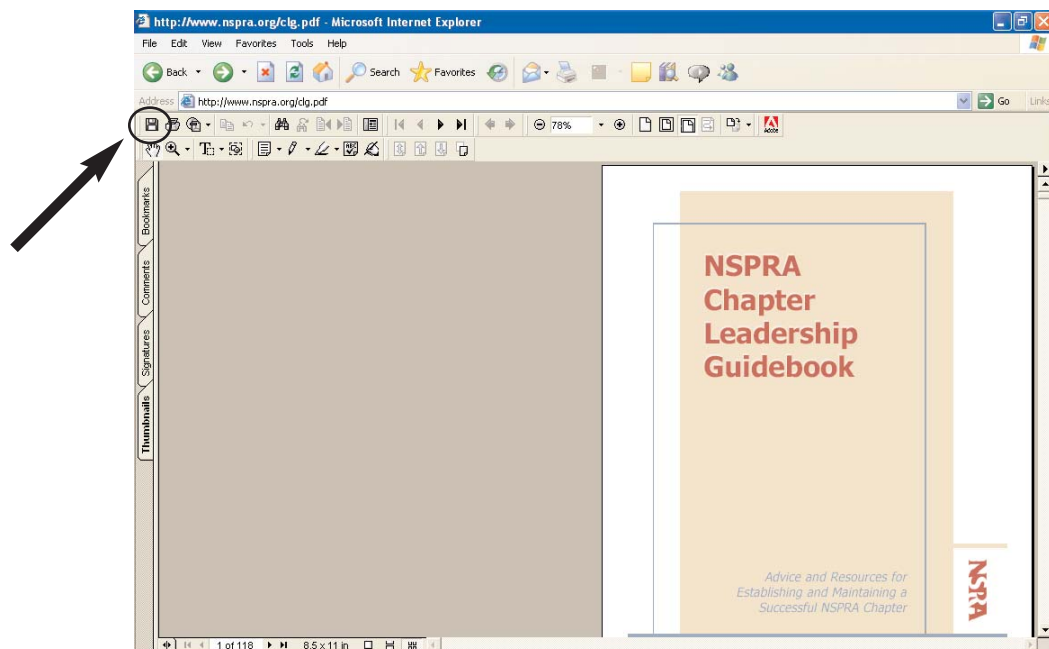 http://www.nspra.org/clg.pdf - Microsoft Internet Explorer
File Edit View Favorites Tools Help
Back Search Favorites
Address http://www.nspra.org/clg.pdf Go Links
78% Adobe
Bookmarks
Comments
Signatures
Thumbnails
NSPRA
Chapter
Leadership
Guidebook
Advice and Resources for
Establishing and Maintaining a
Successful NSPRA Chapter
NSPRA
1 of 118 8.5 x 11 in